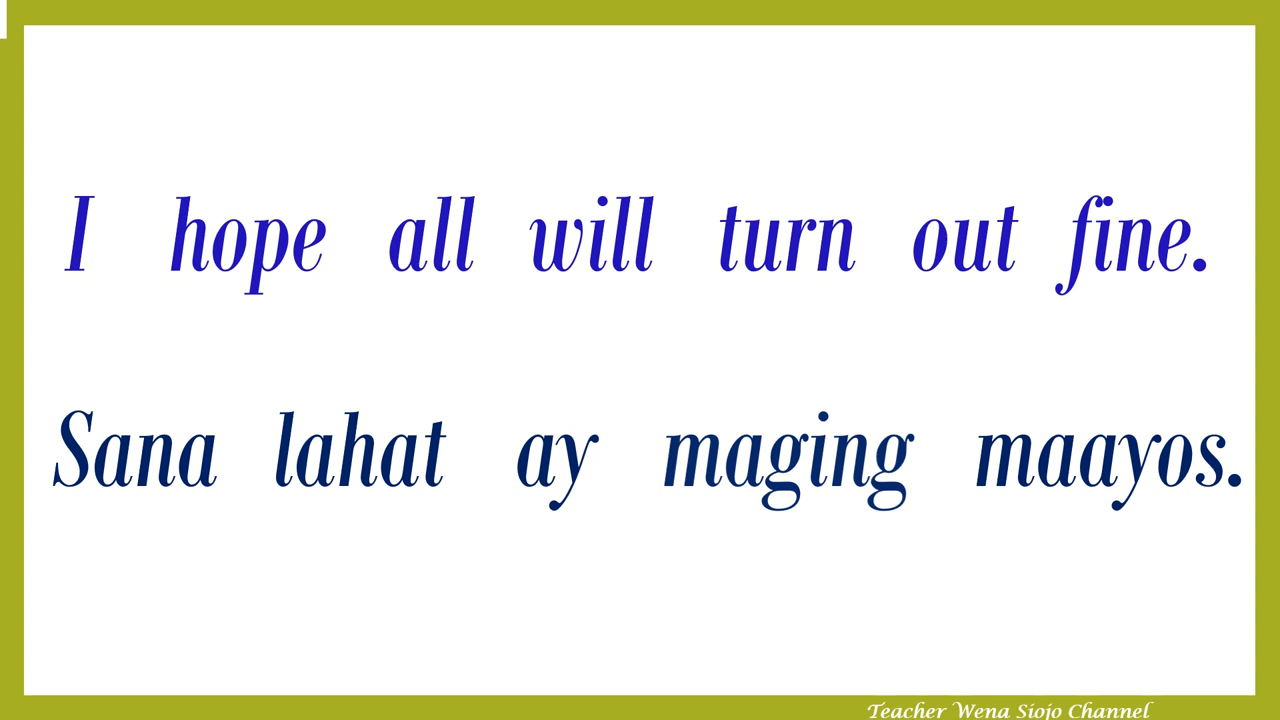 I hope all will turn out fine.
Sana lahat ay maging maayos.
Teacher Wena Siojo Channel